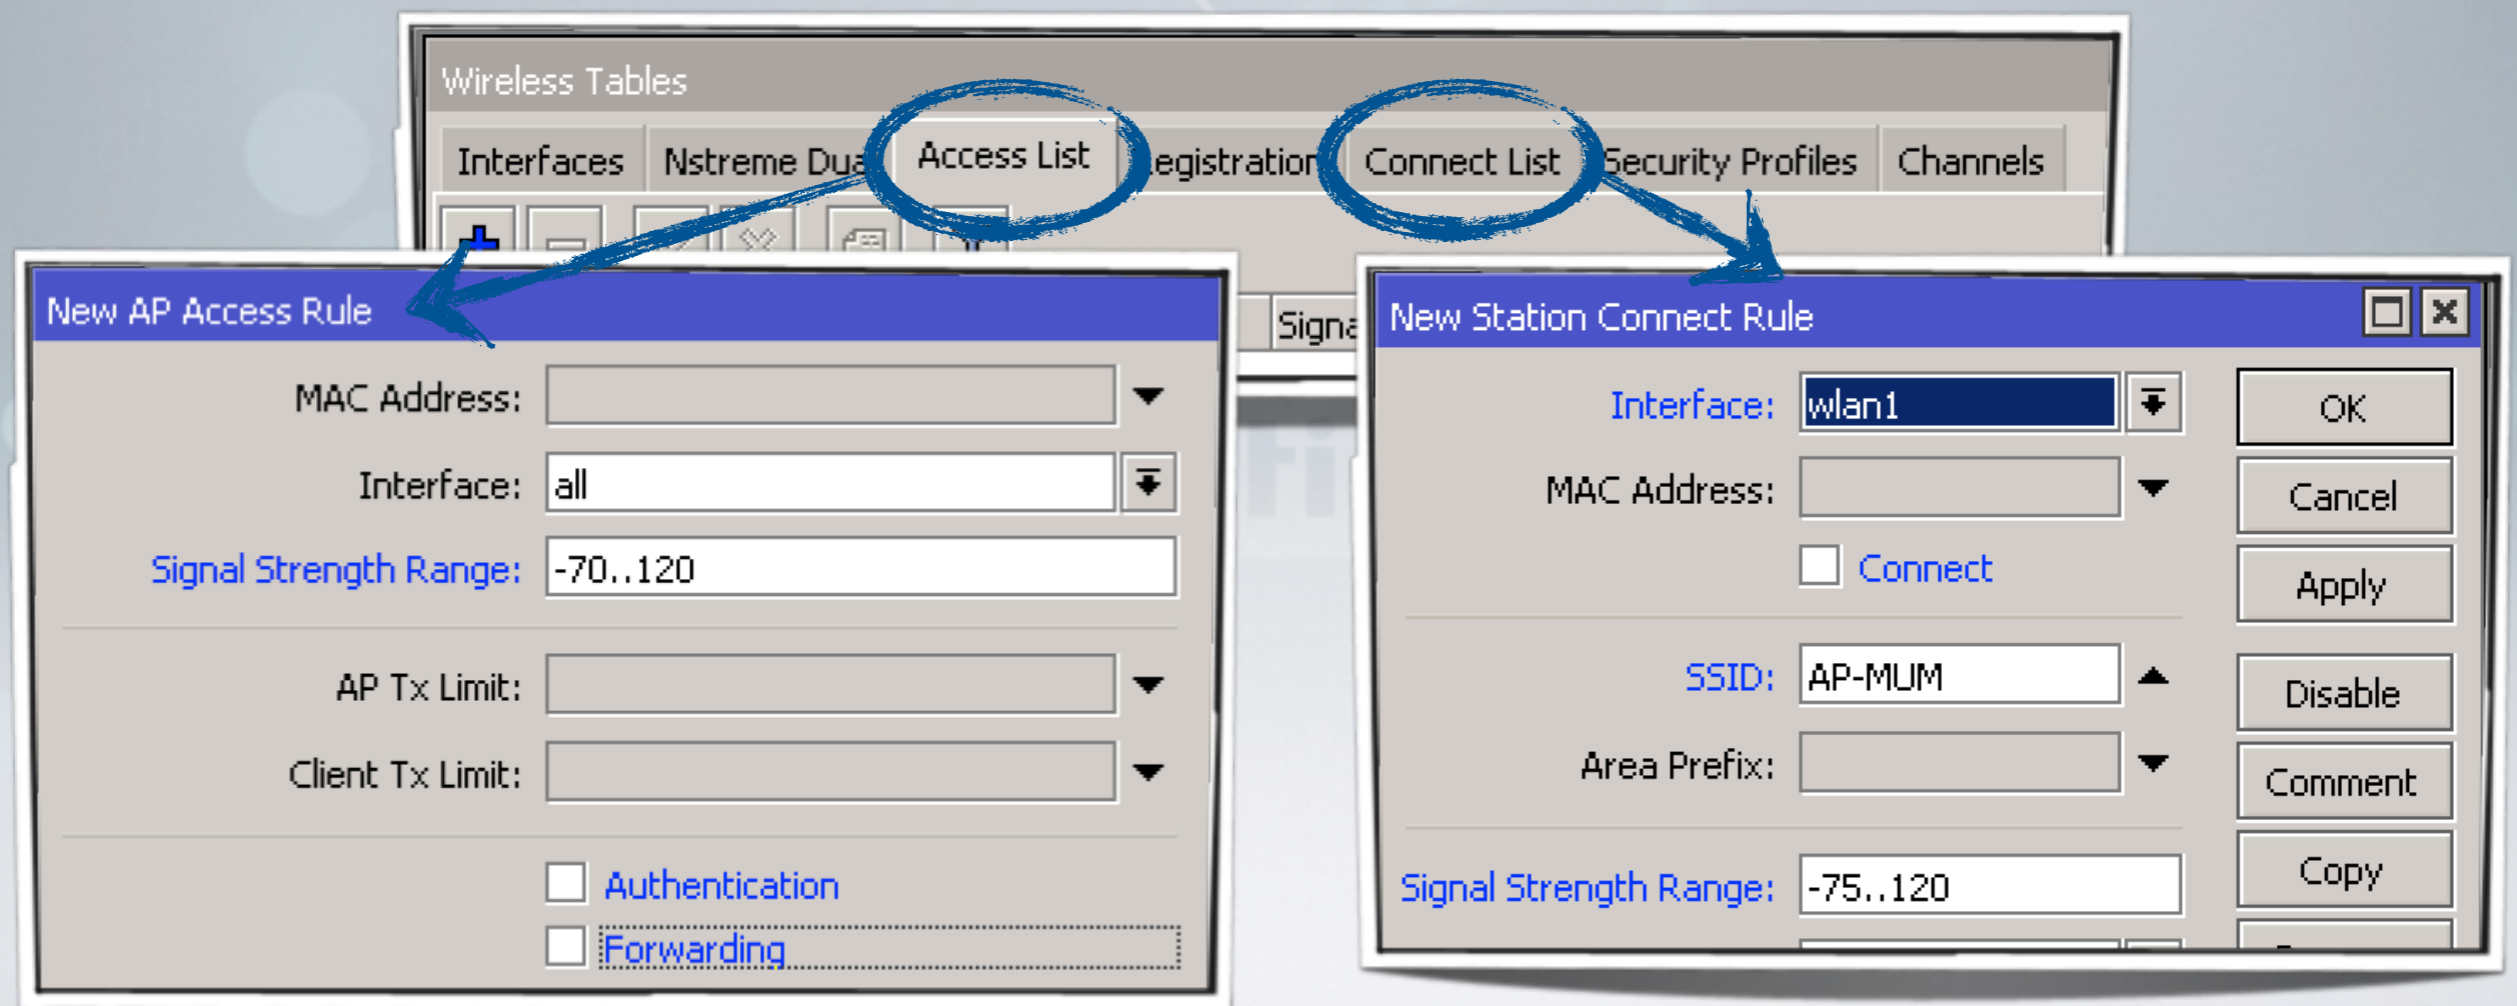 Wireless Tables
Interfaces
Access List
Connect List
Security Profiles
Channels
Nstreme
New AP Access Rule
MAC Address:
Interface: all
Signal Strength Range: -70..120
AP Tx Limit:
Client Tx Limit:
Authentication
Forwarding
New Station Connect Rule
Interface: wlan1
MAC Address:
Connect
SSID: AP-MUM
Area Prefix:
Signal Strength Range: -75..120
OK
Cancel
Apply
Disable
Comment
Copy